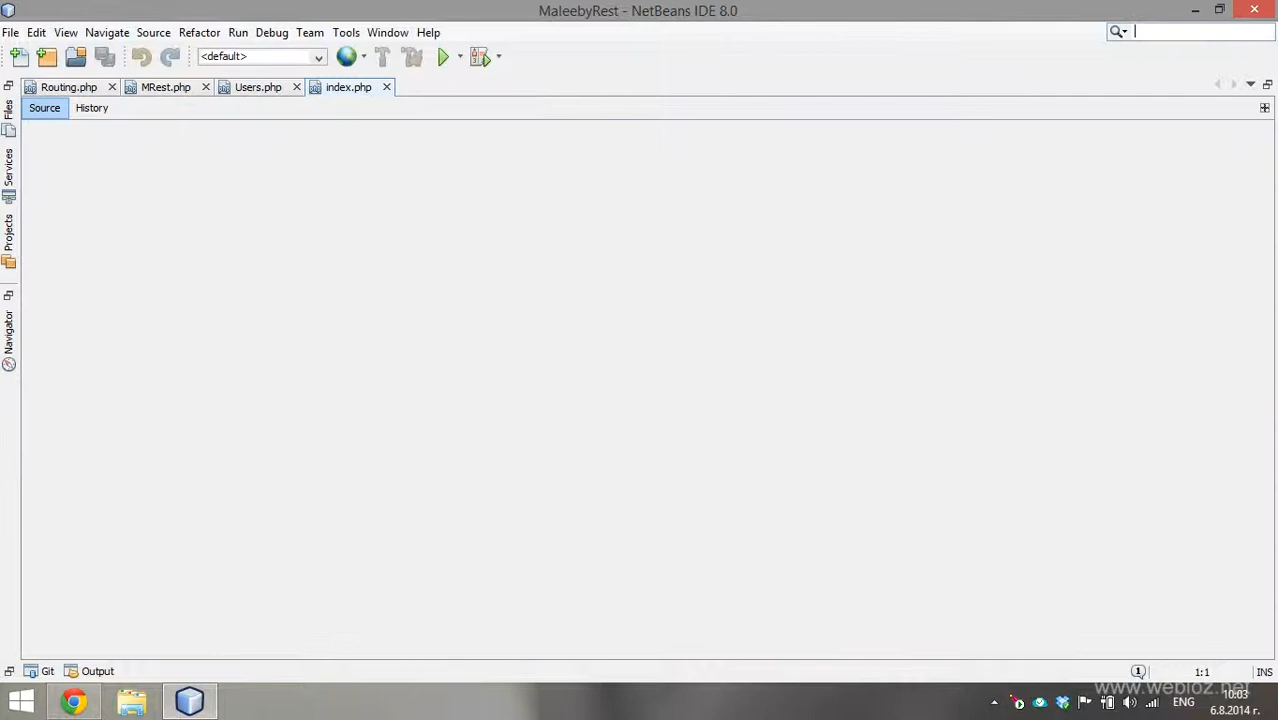 MaleebyRest - NetBeans IDE 8.0
File Edit View Navigate Source Refactor Run Debug Team Tools Window Help
<default>
Routing.php MRest.php Users.php index.php
Source History
Files
Services
Projects
Navigator
Git Output 1 1:1 INS
www.webloz.net
ENG 10:03
6.8.2014 г.